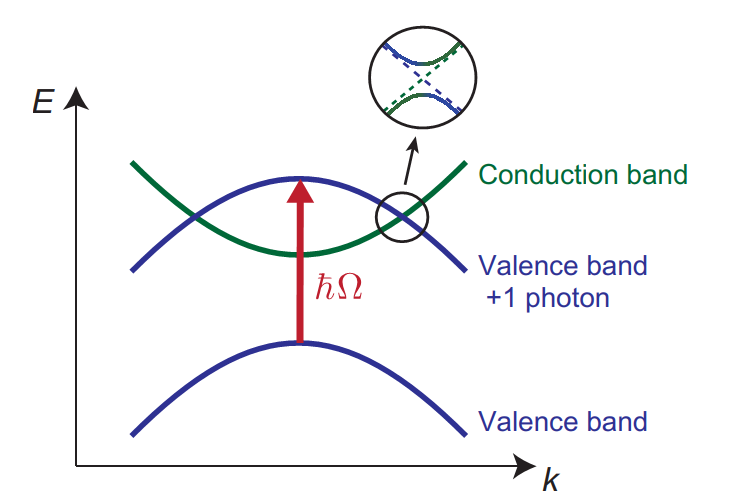 E
Conduction band
Valence band
+1 photon
ħΩ
Valence band
k